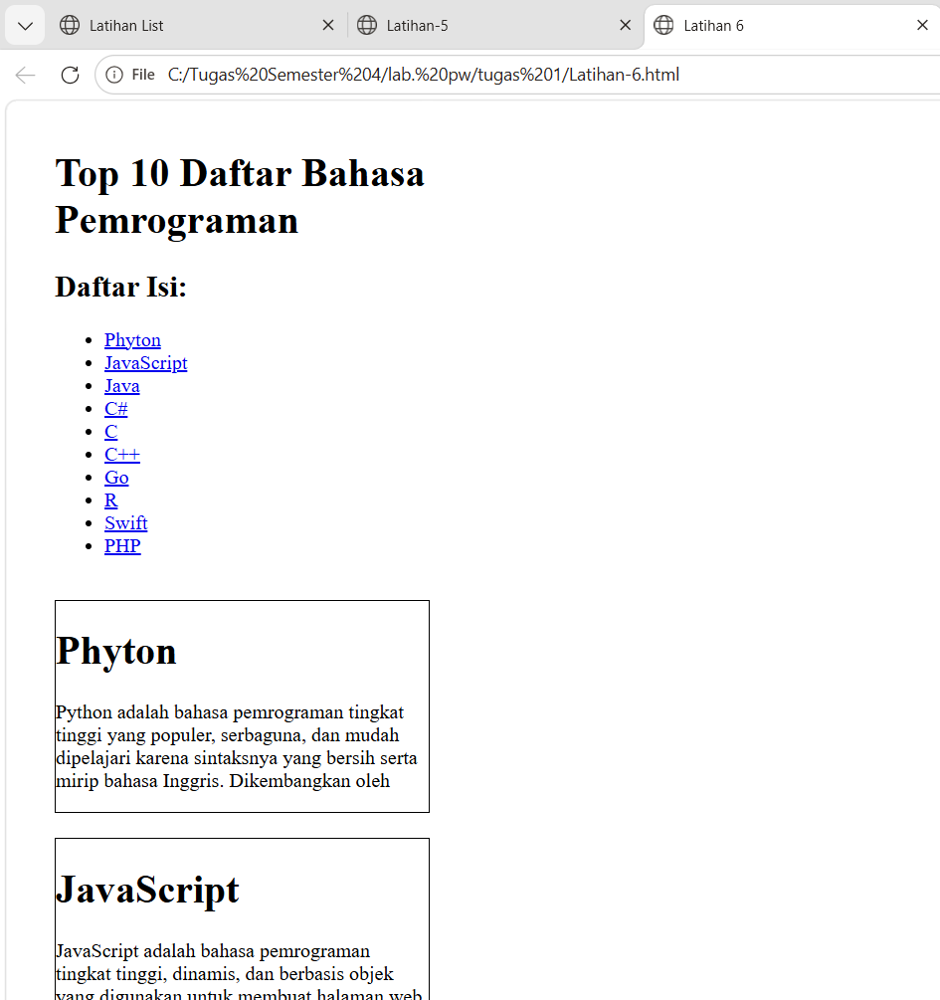 Latihan List
Latihan-5
Latihan 6
File C:/Tugas%20Semester%204/lab.%20pw/tugas%201/Latihan-6.html
Top 10 Daftar Bahasa
Pemrograman
Daftar Isi:
Phyton
JavaScript
Java
C#
C
C++
Go
R
Swift
PHP
Phyton
Python adalah bahasa pemrograman tingkat
tinggi yang populer, serbaguna, dan mudah
dipelajari karena sintaksnya yang bersih serta
mirip bahasa Inggris. Dikembangkan oleh
JavaScript
JavaScript adalah bahasa pemrograman
tingkat tinggi, dinamis, dan berbasis objek
yang digunakan untuk membuat halaman web